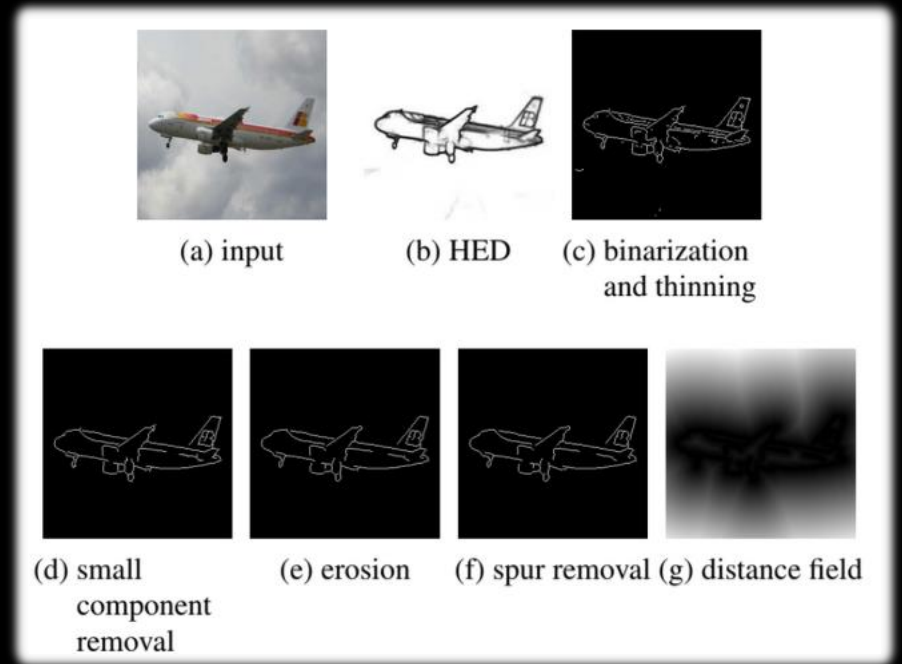 (a) input
(b) HED
(c) binarization
and thinning
(d) small
component
removal
(e) erosion
(f) spur removal
(g) distance field